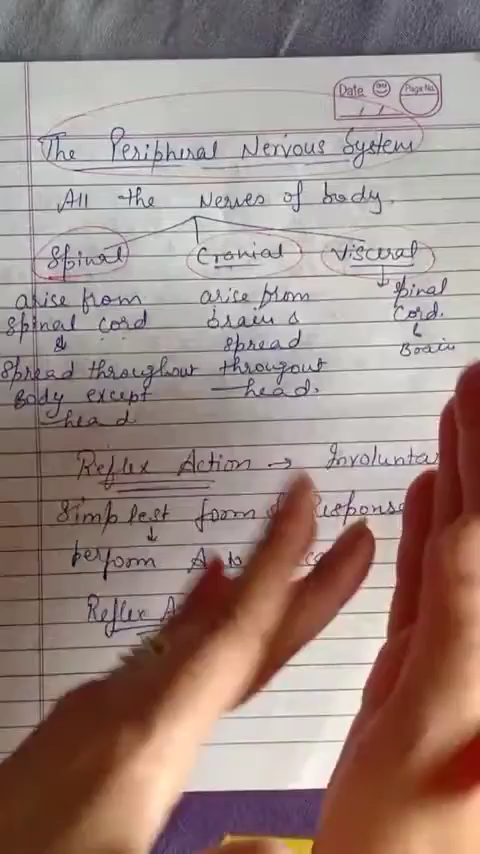 Date
Page No.
The Peripheral Nervous System
All the Nerves of body.
Spinal Cranial Visceral
arise from
spinal cord
Spread throughout
Body except
head
arise from
brain &
spread
througout
head.
Spinal
Cord.
&
Brain
Reflex Action → Involunta
Simplest form Response
perform A to
Reflex A